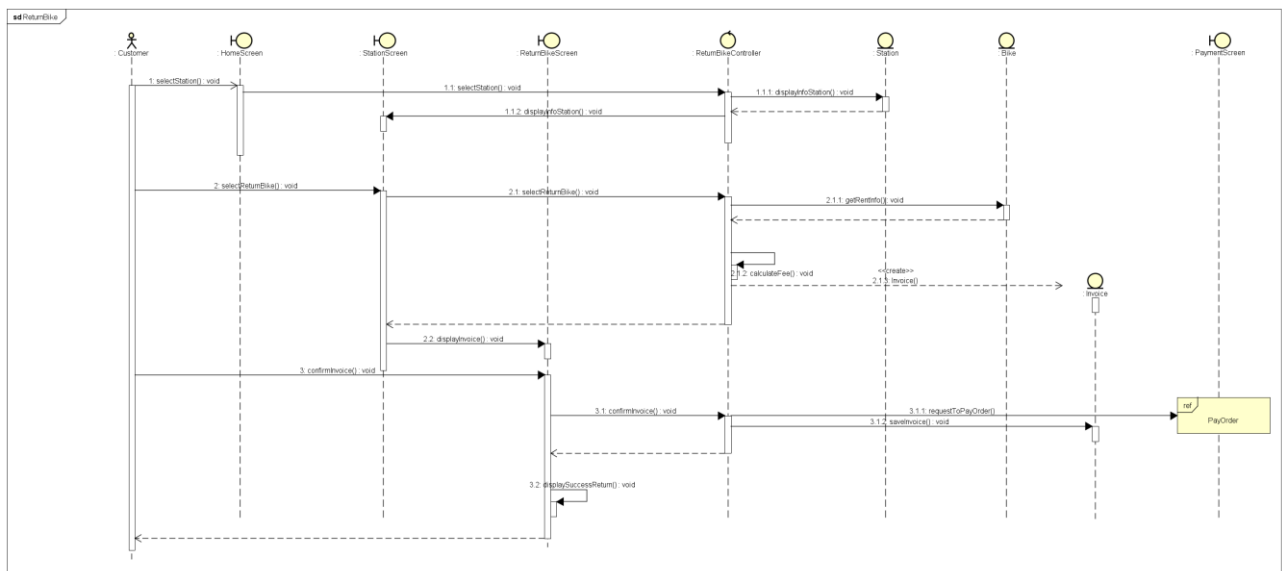 sd ReturnBike
: Customer
: HomeScreen
: StationScreen
: ReturnBikeScreen
: ReturnBikeController
: Station
: Bike
: PaymentScreen
1: selectStation() : void
1.1: selectStation() : void
1.1.1: displayInfoStation() : void
1.1.2: displayInfoStation() : void
2: selectReturnBike() : void
2.1: selectReturnBike() : void
2.1.1: getRentInfo() : void
2.1.2: calculateFee() : void
<<create>>
2.1.3: Invoice()
: Invoice
2.2: displayInvoice() : void
3: confirmInvoice() : void
3.1: confirmInvoice() : void
3.1.1: requestToPayOrder()
ref
PayOrder
3.1.2: saveInvoice() : void
3.2: displaySuccessReturn() : void